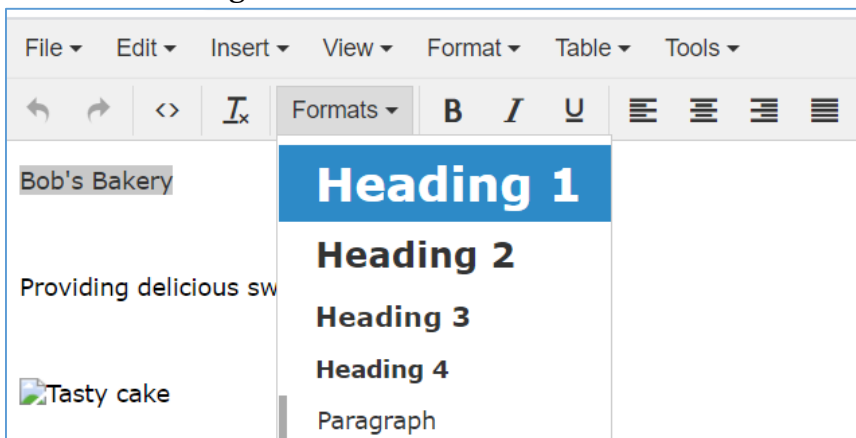 File Edit Insert View Format Table Tools
Formats B I U
Bob's Bakery
Heading 1
Heading 2
Providing delicious sw
Heading 3
Heading 4
Tasty cake
Paragraph